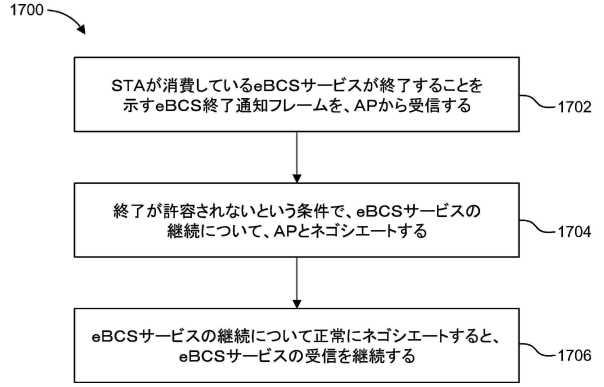 1700
STAが消費しているeBCSサービスが終了することを
示すeBCS終了通知フレームを、APから受信する
1702
終了が許容されないという条件で、eBCSサービスの
継続について、APとネゴシエートする
1704
eBCSサービスの継続について正常にネゴシエートすると、
eBCSサービスの受信を継続する
1706